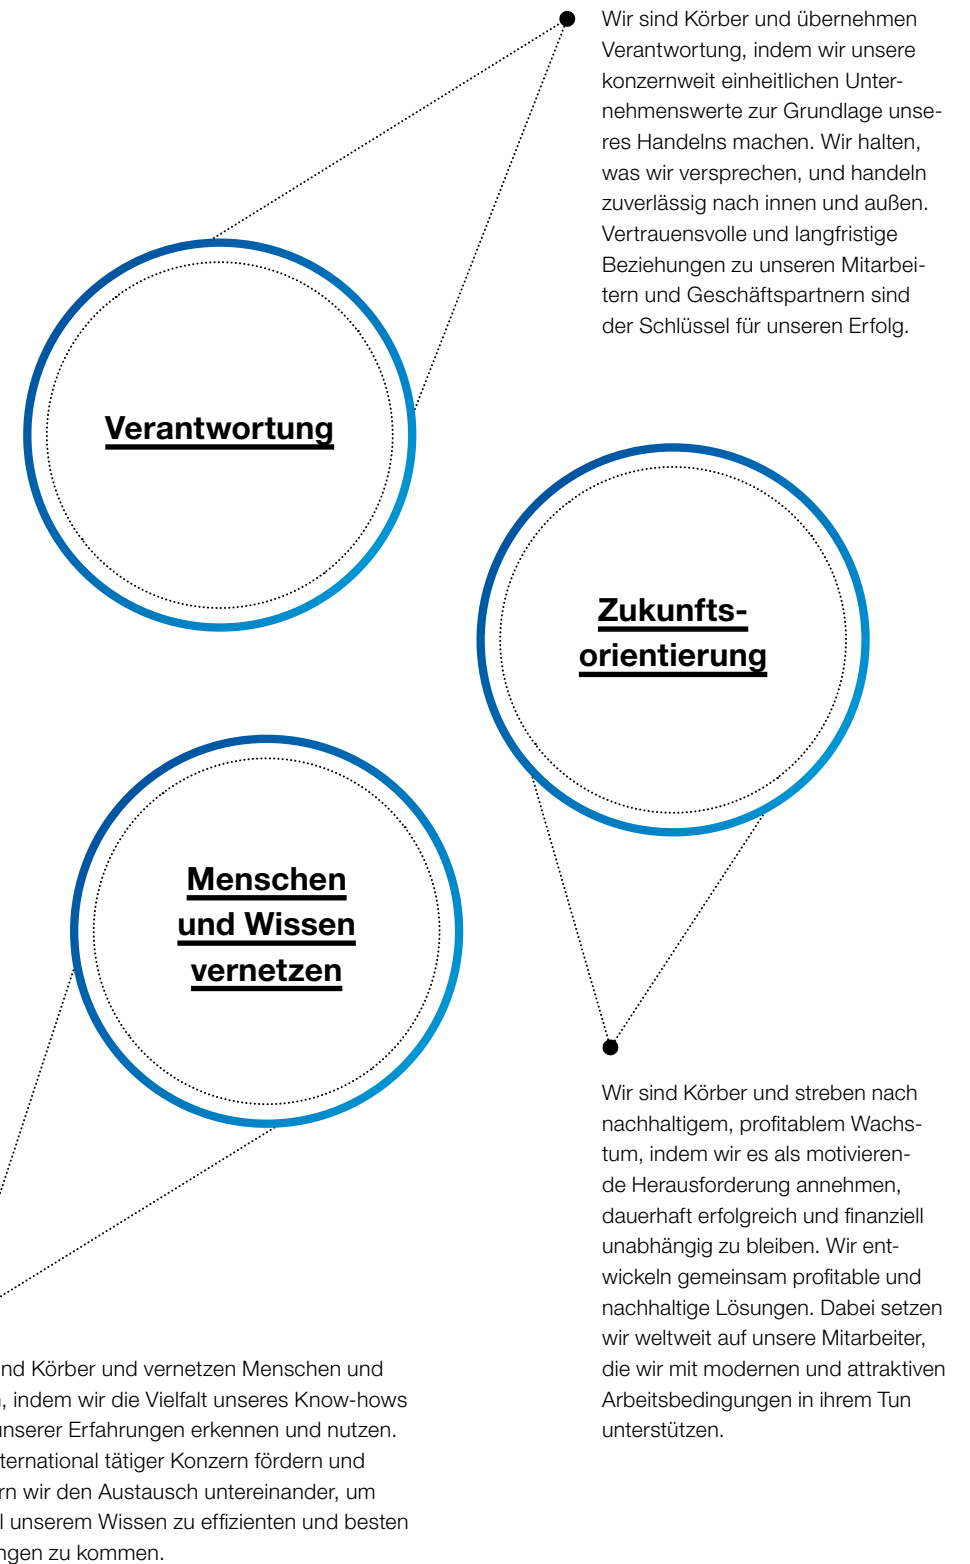 Wir sind Körber und übernehmen
Verantwortung, indem wir unsere
konzernweit einheitlichen Unter-
nehmenswerte zur Grundlage unse-
res Handelns machen. Wir halten,
was wir versprechen, und handeln
zuverlässig nach innen und außen.
Vertrauensvolle und langfristige
Beziehungen zu unseren Mitarbei-
tern und Geschäftspartnern sind
der Schlüssel für unseren Erfolg.
Verantwortung
Zukunfts-
orientierung
Menschen
und Wissen
vernetzen
Wir sind Körber und streben nach
nachhaltigem, profitablem Wachs-
tum, indem wir es als motivieren-
de Herausforderung annehmen,
dauerhaft erfolgreich und finanziell
unabhängig zu bleiben. Wir ent-
wickeln gemeinsam profitable und
nachhaltige Lösungen. Dabei setzen
wir weltweit auf unsere Mitarbeiter,
die wir mit modernen und attraktiven
Arbeitsbedingungen in ihrem Tun
unterstützen.
Körber und vernetzen Menschen und
indem wir die Vielfalt unseres Know-hows
unserer Erfahrungen erkennen und nutzen.
tätiger Konzern fördern und
wir den Austausch untereinander, um
unserem Wissen zu effizienten und besten
zu kommen.